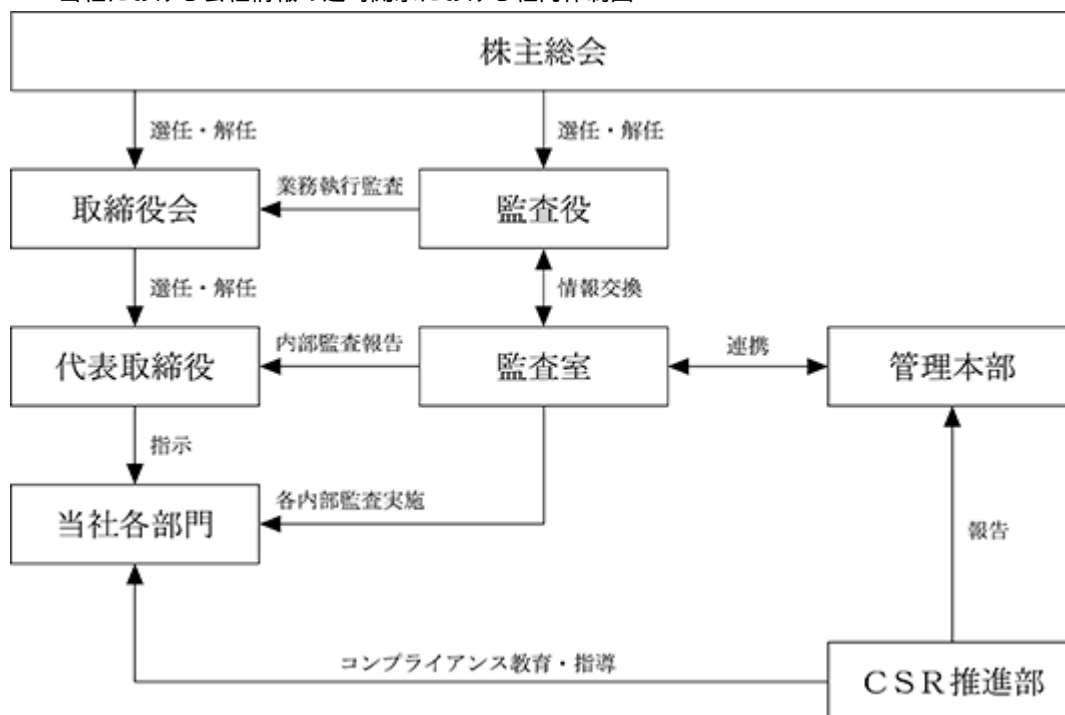 株主総会
選任・解任
選任・解任
取締役会
業務執行監査
監査役
選任・解任
情報交換
代表取締役
内部監査報告
監査室
連携
管理本部
指示
当社各部門
各内部監査実施
報告
コンプライアンス教育・指導
ＣＳＲ推進部